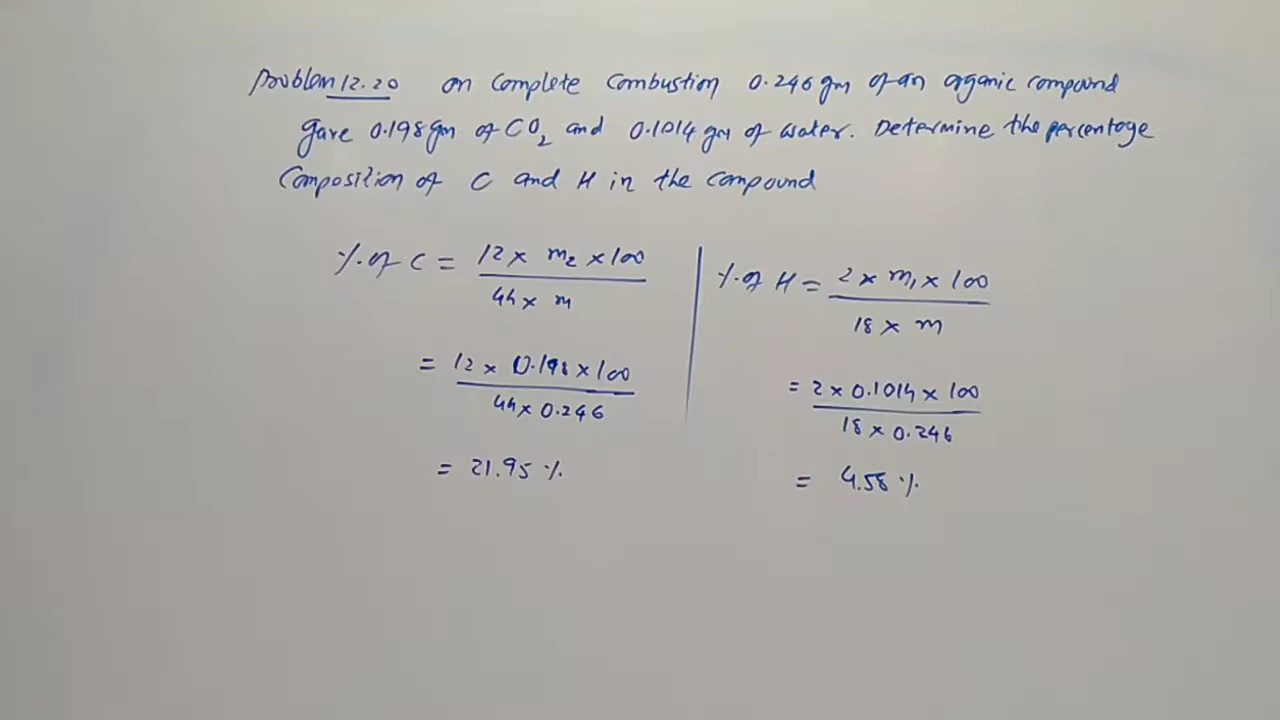 Problem 12.20 on complete combustion 0.246 gm of an organic compound
gave 0.198 gm of CO₂ and 0.1014 gm of water. Determine the percentage
Composition of C and H in the compound
%.of C = 12 x m₂ x 100
44 x m
= 12 x 0.198 x 100
44 x 0.246
= 21.95 %
%.of H = 2 x m₁ x 100
18 x m
= 2 x 0.1014 x 100
18 x 0.246
= 4.58 %